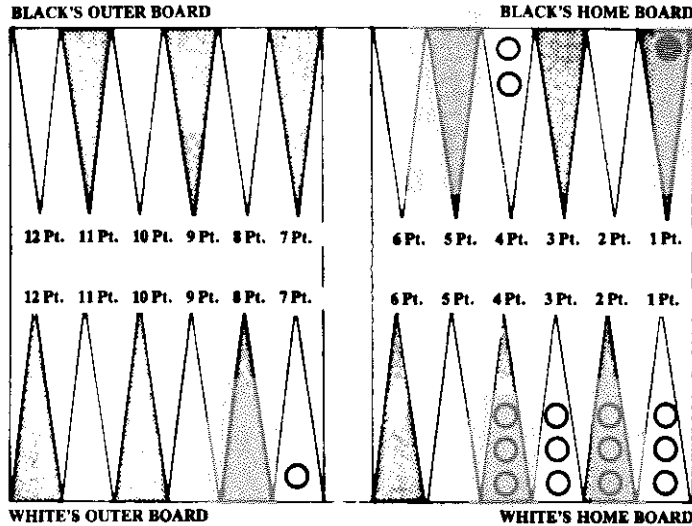 BLACK'S OUTER BOARD BLACK'S HOME BOARD
12 Pt. 11 Pt. 10 Pt. 9 Pt. 8 Pt. 7 Pt. 6 Pt. 5 Pt. 4 Pt. 3 Pt. 2 Pt. 1 Pt.
12 Pt. 11 Pt. 10 Pt. 9 Pt. 8 Pt. 7 Pt. 6 Pt. 5 Pt. 4 Pt. 3 Pt. 2 Pt. 1 Pt.
WHITE'S OUTER BOARD WHITE'S HOME BOARD